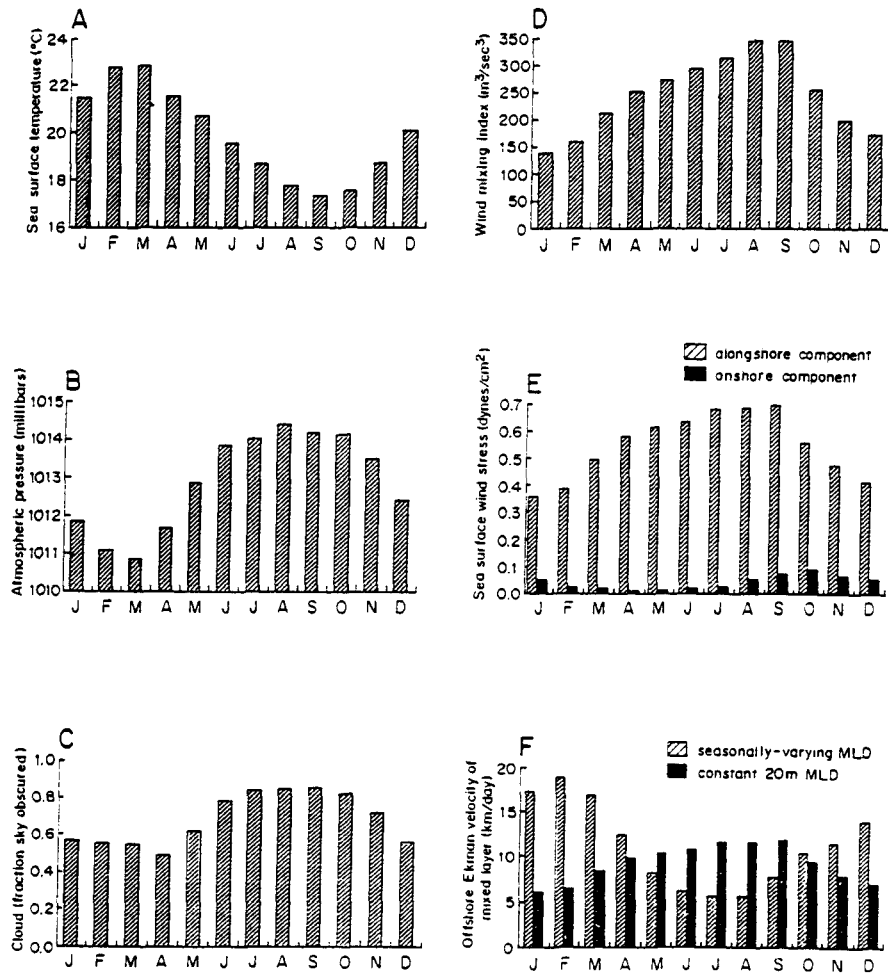 A
Sea surface temperature (°C)
24
22
20
18
16
J F M A M J J A S O N D
D
Wind mixing index (m³/sec³)
350
300
250
200
150
100
50
0
J F M A M J J A S O N D
B
Atmospheric pressure (millibars)
1015
1014
1013
1012
1011
1010
J F M A M J J A S O N D
alongshore component
onshore component
E
Sea surface wind stress (dynes/cm²)
0.7
0.6
0.5
0.4
0.3
0.2
0.1
0.0
J F M A M J J A S O N D
C
Cloud (fraction sky obscured)
1.0
0.8
0.6
0.4
0.2
0.0
J F M A M J J A S O N D
F
seasonally-varying MLD
constant 20m MLD
Offshore Ekman velocity of
mixed layer (km/day)
20
15
10
5
0
J F M A M J J A S O N D